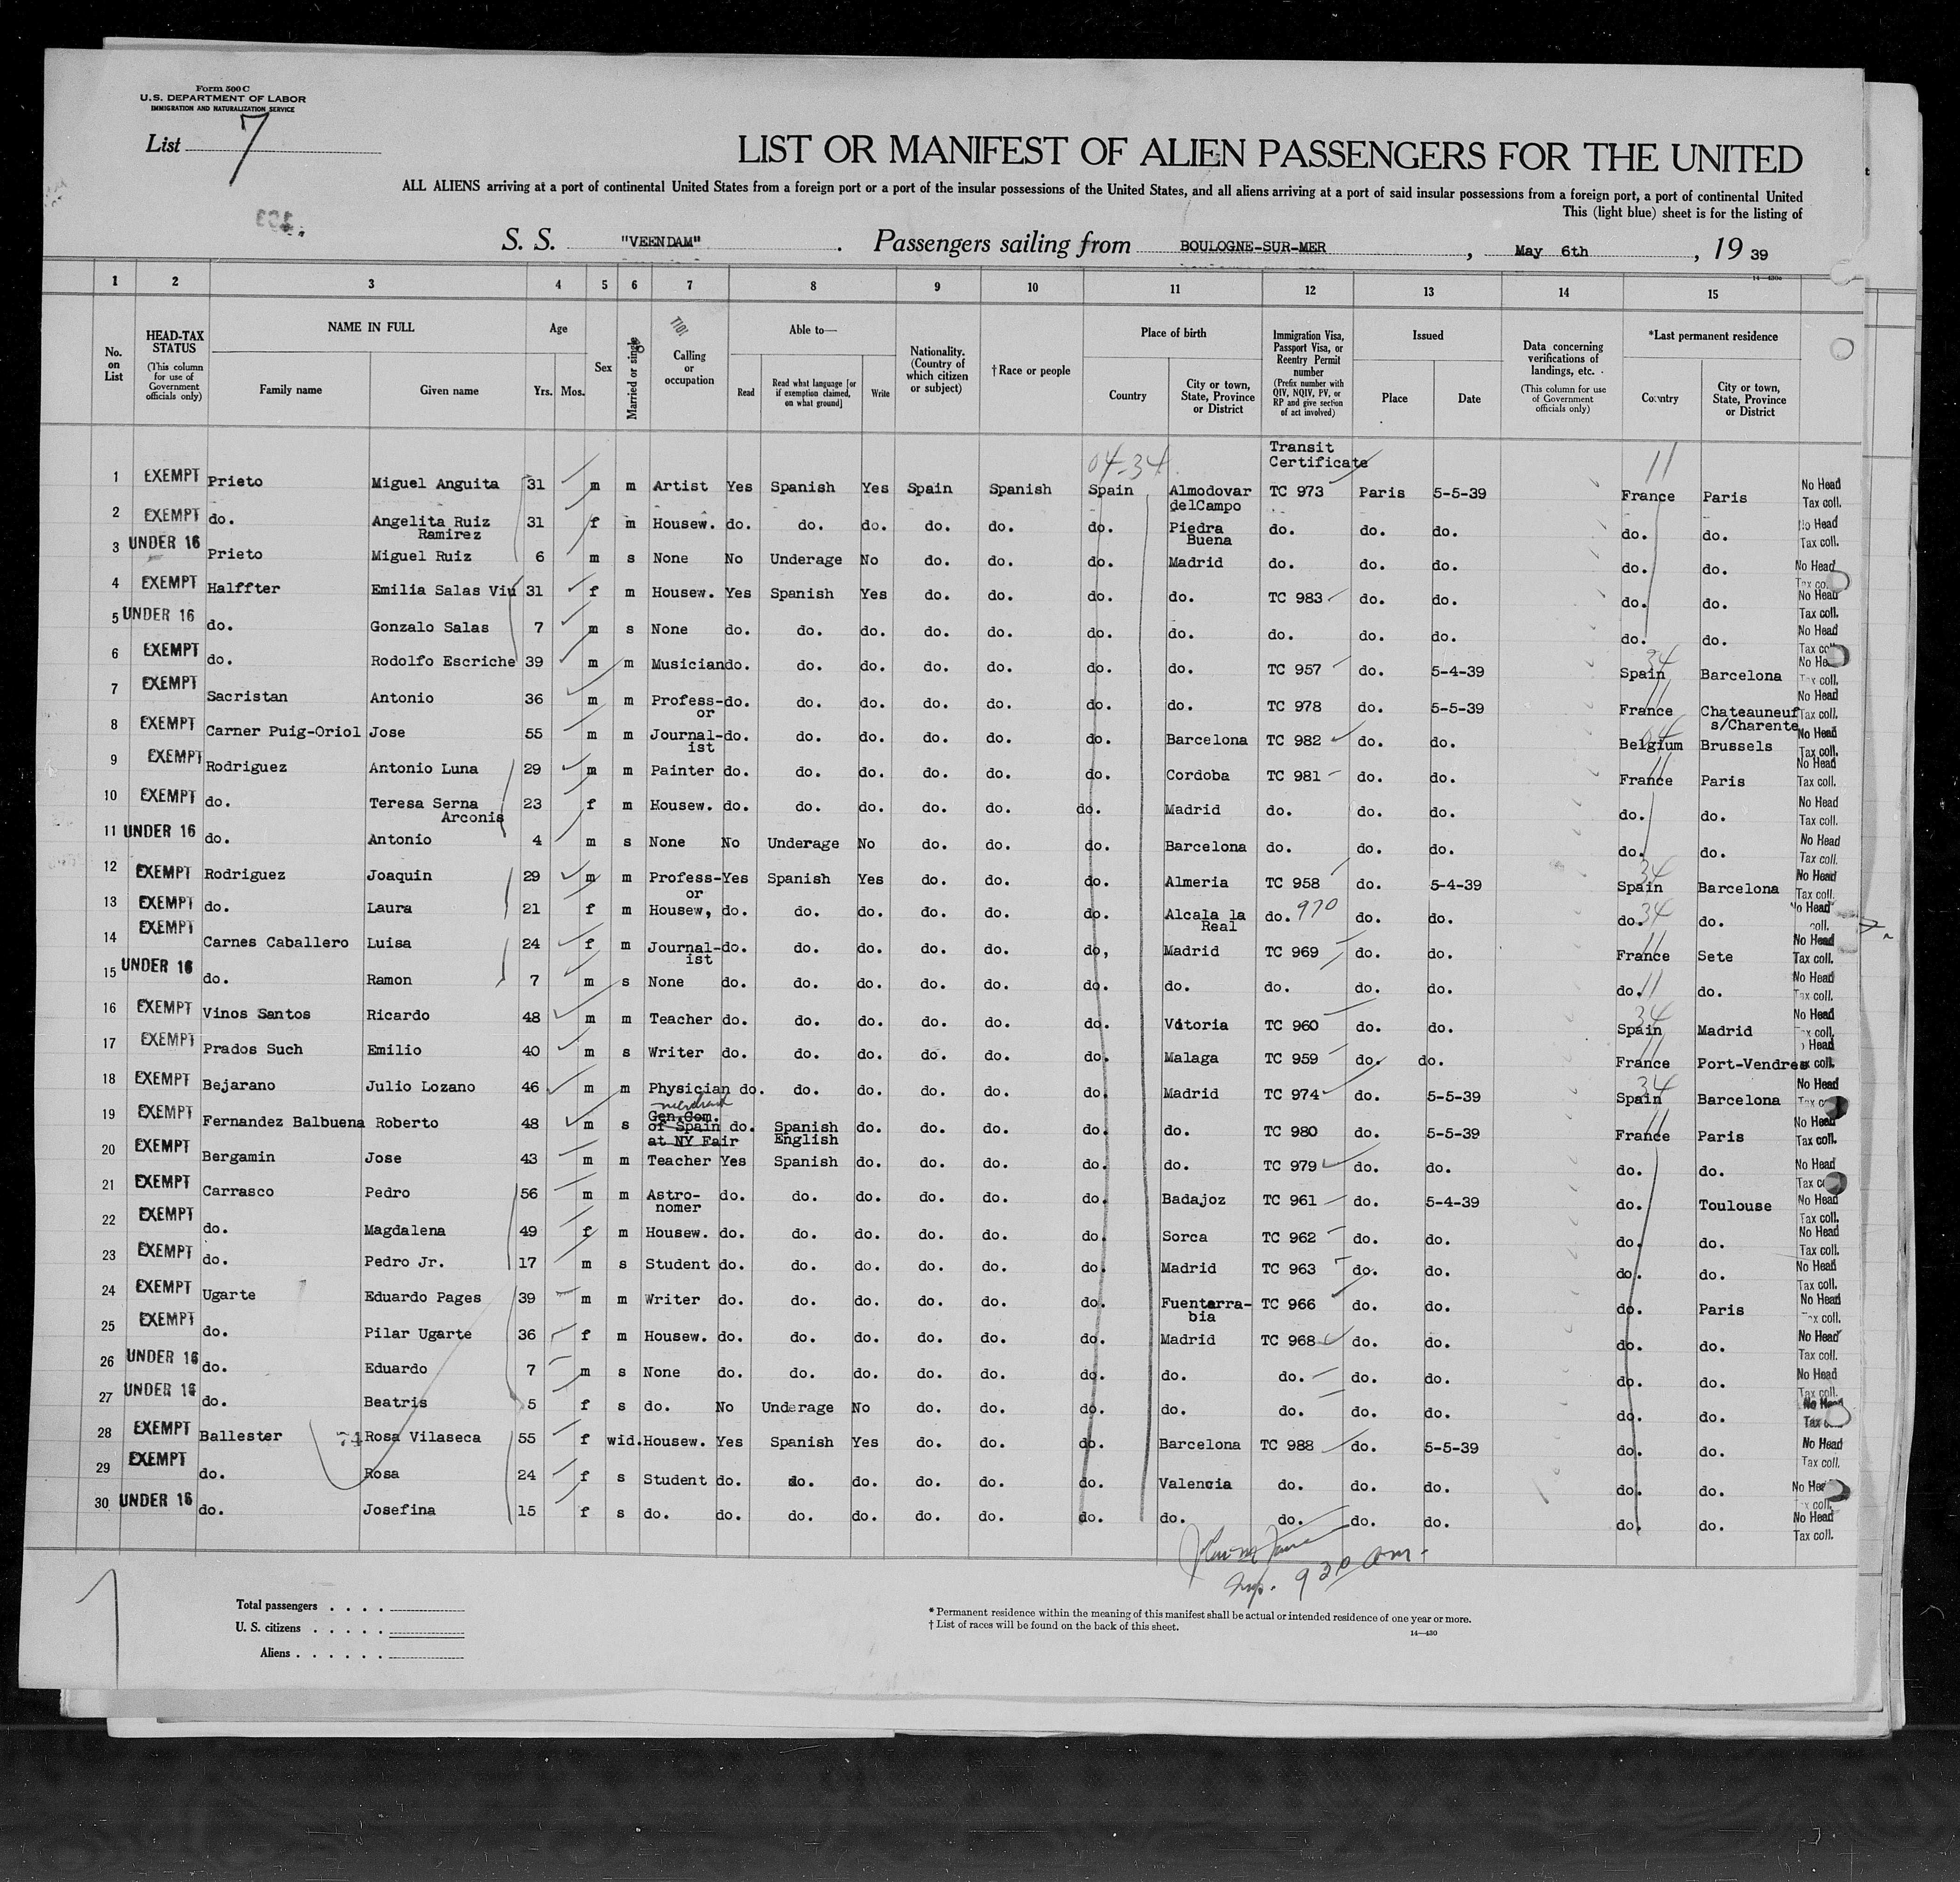 Form 500 C
U.S. DEPARTMENT OF LABOR
IMMIGRATION AND NATURALIZATION SERVICE
List 7
LIST OR MANIFEST OF ALIEN PASSENGERS FOR THE UNITED
ALL ALIENS arriving at a port of continental United States from a foreign port or a port of the insular possessions of the United States, and all aliens arriving at a port of said insular possessions from a foreign port, a port of continental United
This (light blue) sheet is for the listing of
S. S. "VEENDAM" . Passengers sailing from BOULOGNE-SUR-MER , May 6th , 19 39
1 2 3 4 5 6 7 8 9 10 11 12 13 14 15
No. on List
HEAD-TAX STATUS
(This column for use of Government officials only)
NAME IN FULL
Family name Given name
Age
Yrs. Mos.
Sex
Married or single
Calling or occupation
Able to—
Read
Read what language [or if exemption claimed, on what ground]
Write
Nationality. (Country of which citizen or subject)
†Race or people
Place of birth
Country
City or town, State, Province or District
Immigration Visa, Passport Visa, or Reentry Permit number
(Prefix number with QIV, NQIV, PV, or RP and give section of act involved)
Issued
Place Date
Data concerning verifications of landings, etc.
(This column for use of Government officials only)
*Last permanent residence
Country
City or town, State, Province or District
04-34 Transit Certificate 11
1 EXEMPT Prieto Miguel Anguita 31 m m Artist Yes Spanish Yes Spain Spanish Spain Almodovar delCampo TC 973 Paris 5-5-39 France Paris No Head Tax coll.
2 EXEMPT do. Angelita Ruiz Ramirez 31 f m Housew. do. do. do. do. do. do. Piedra Buena do. do. do. do. do. No Head Tax coll.
3 UNDER 16 Prieto Miguel Ruiz 6 m s None No Underage No do. do. do. Madrid do. do. do. do. do. No Head Tax co
4 EXEMPT Halffter Emilia Salas Viu 31 f m Housew. Yes Spanish Yes do. do. do. do. TC 983 do. do. do. do. No Head Tax coll.
5 UNDER 16 do. Gonzalo Salas 7 m s None do. do. do. do. do. do. do. do. do. do. do. do. No Head Tax coll
6 EXEMPT do. Rodolfo Escriche 39 m m Musician do. do. do. do. do. do. do. TC 957 do. 5-4-39 34 Spain Barcelona No He Tax coll.
7 EXEMPT Sacristan Antonio 36 m m Profess-or do. do. do. do. do. do. do. TC 978 do. 5-5-39 11 France Chateauneuf s/Charente No Head Tax coll.
8 EXEMPT Carner Puig-Oriol Jose 55 m m Journal-ist do. do. do. do. do. do. Barcelona TC 982 do. do. 04 Belgium Brussels No Head Tax coll.
9 EXEMPT Rodriguez Antonio Luna 29 m m Painter do. do. do. do. do. do. Cordoba TC 981 do. do. 11 France Paris No Head Tax coll.
10 EXEMPT do. Teresa Serna Arconis 23 f m Housew. do. do. do. do. do. do. Madrid do. do. do. do. do. No Head Tax coll.
11 UNDER 16 do. Antonio 4 m s None No Underage No do. do. do. Barcelona do. do. do. do. do. No Head Tax coll.
12 EXEMPT Rodriguez Joaquin 29 m m Profess-or Yes Spanish Yes do. do. do. Almeria TC 958 do. 5-4-39 34 Spain Barcelona No Head Tax coll.
13 EXEMPT do. Laura 21 f m Housew, do. do. do. do. do. do. Alcala la Real do. 970 do. do. do. 34 do. No Head coll.
14 EXEMPT Carnes Caballero Luisa 24 f m Journal-ist do. do. do. do. do. do, Madrid TC 969 do. do. 11 France Sete No Head Tax coll.
15 UNDER 16 do. Ramon 7 m s None do. do. do. do. do. do. do. do. do. do. do. 11 do. No Head Tax coll.
16 EXEMPT Vinos Santos Ricardo 48 m m Teacher do. do. do. do. do. do. Vitoria TC 960 do. do. 34 Spain Madrid No Head Tax coll.
17 EXEMPT Prados Such Emilio 40 m s Writer do. do. do. do. do. do. Malaga TC 959 do. do. 11 France Port-Vendres Head Tax coll.
18 EXEMPT Bejarano Julio Lozano 46 m m Physician do. do. do. do. do. do. Madrid TC 974 do. 5-5-39 34 Spain Barcelona No Head Tax c
19 EXEMPT Fernandez Balbuena Roberto 48 m s Gen.Com. of Spain at NY Fair do. Spanish English do. do. do. do. do. TC 980 do. 5-5-39 11 France Paris No Head Tax coll.
20 EXEMPT Bergamin Jose 43 m m Teacher Yes Spanish do. do. do. do. do. TC 979 do. do. do. do. No Head Tax co
21 EXEMPT Carrasco Pedro 56 m m Astro-nomer do. do. do. do. do. do. Badajoz TC 961 do. 5-4-39 do. Toulouse No Head Tax coll.
22 EXEMPT do. Magdalena 49 f m Housew. do. do. do. do. do. do. Sorca TC 962 do. do. do. do. No Head Tax coll.
23 EXEMPT do. Pedro Jr. 17 m s Student do. do. do. do. do. do. Madrid TC 963 do. do. do. do. No Head Tax coll.
24 EXEMPT Ugarte Eduardo Pages 39 m m Writer do. do. do. do. do. do. Fuentarra-bia TC 966 do. do. do. Paris No Head Tax coll.
25 EXEMPT do. Pilar Ugarte 36 f m Housew. do. do. do. do. do. do. Madrid TC 968 do. do. do. do. No Head Tax coll.
26 UNDER 16 do. Eduardo 7 m s None do. do. do. do. do. do. do. do. do. do. do. do. No Head Tax coll.
27 UNDER 16 do. Beatris 5 f s do. No Underage No do. do. do. do. do. do. do. do. do. No Head Tax
28 EXEMPT Ballester 74 Rosa Vilaseca 55 f wid. Housew. Yes Spanish Yes do. do. do. Barcelona TC 988 do. 5-5-39 do. do. No Head Tax coll.
29 EXEMPT do. Rosa 24 f s Student do. do. do. do. do. do. Valencia do. do. do. do. do. No Head Tax coll.
30 UNDER 16 do. Josefina 15 f s do. do. do. do. do. do. do. do. do. do. do. do. do. No Head Tax coll.
Insp. 9 30 am.
Total passengers . . . .
U. S. citizens . . . . .
Aliens . . . . . .
* Permanent residence within the meaning of this manifest shall be actual or intended residence of one year or more.
† List of races will be found on the back of this sheet.
14—430